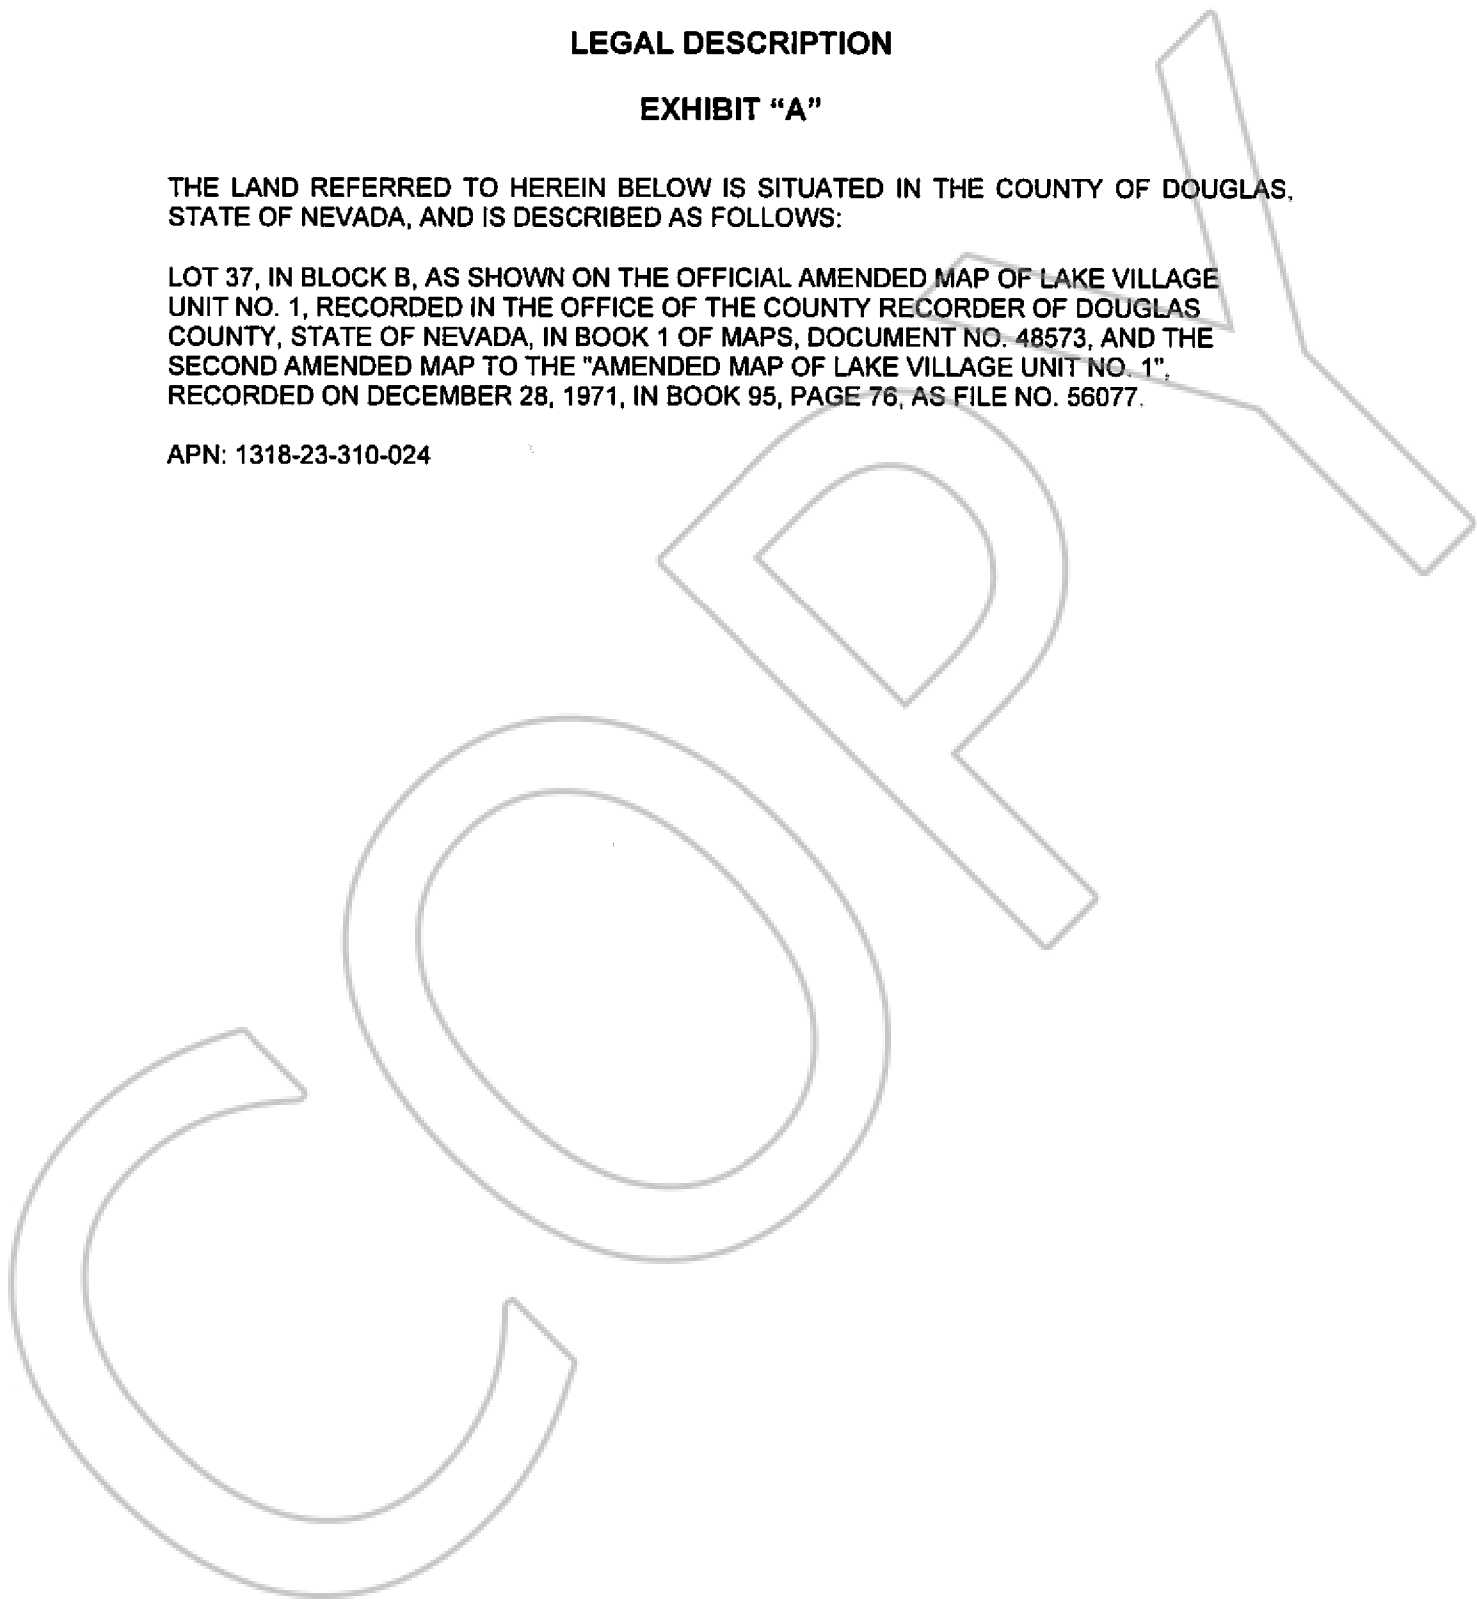 LEGAL DESCRIPTION
EXHIBIT “A”
THE LAND REFERRED TO HEREIN BELOW IS SITUATED IN THE COUNTY OF DOUGLAS,
STATE OF NEVADA, AND IS DESCRIBED AS FOLLOWS:
LOT 37, IN BLOCK B, AS SHOWN ON THE OFFICIAL AMENDED MAP OF LAKE VILLAGE
UNIT NO. 1, RECORDED IN THE OFFICE OF THE COUNTY RECORDER OF DOUGLAS
COUNTY, STATE OF NEVADA, IN BOOK 1 OF MAPS, DOCUMENT NO. 48573, AND THE
SECOND AMENDED MAP TO THE "AMENDED MAP OF LAKE VILLAGE UNIT NO. 1",
RECORDED ON DECEMBER 28, 1971, IN BOOK 95, PAGE 76, AS FILE NO. 56077.
APN: 1318-23-310-024
COPY